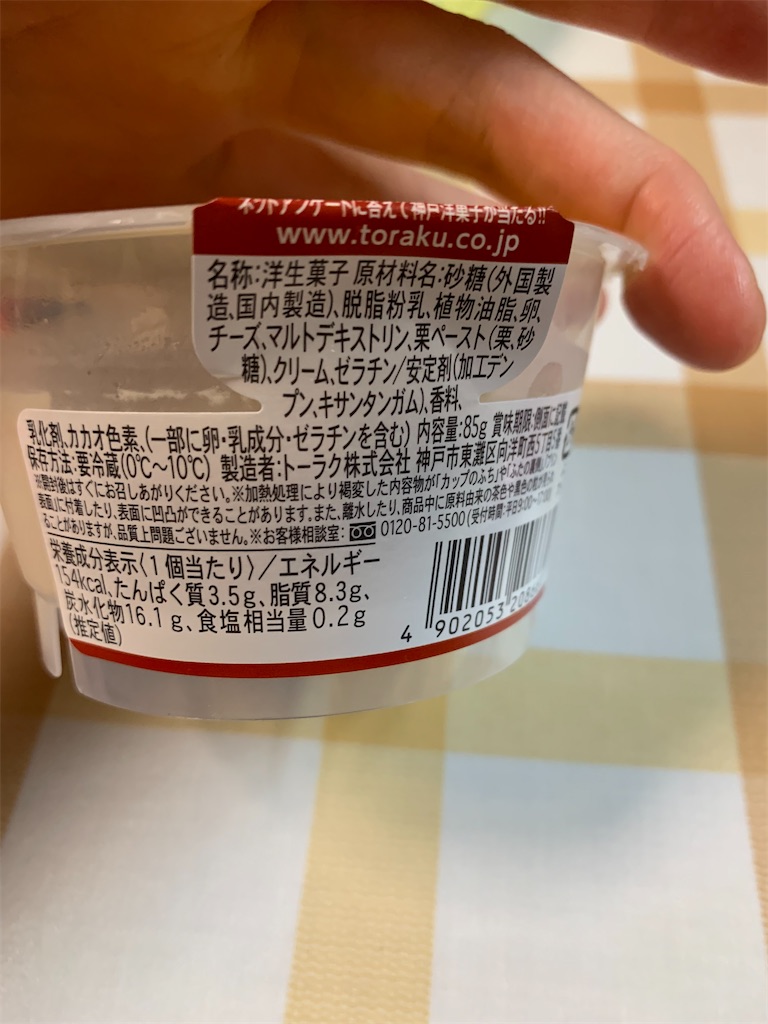 ネットアンケートに答えて神戸洋菓子が当たる!!
www.toraku.co.jp
名称:洋生菓子 原材料名:砂糖(外国製
造、国内製造)、脱脂粉乳、植物油脂、卵、
チーズ、マルトデキストリン、栗ペースト(栗、砂
糖)、クリーム、ゼラチン/安定剤(加工デン
プン、キサンタンガム)、香料、
乳化剤、カカオ色素、(一部に卵・乳成分・ゼラチンを含む) 内容量:85g 賞味期限:側面に記載
保存方法:要冷蔵(0℃~10℃) 製造者:トーラク株式会社 神戸市東灘区向洋町西5丁目5番
※開封後はすぐにお召しあがりください。※加熱処理により褐変した内容物が「カップのふち」や「ふたの裏側」
表面に付着したり、表面に凹凸ができることがあります。また、離水したり、商品中に原料由来の茶色や黒色の
ることがありますが、品質上問題ございません。※お客様相談室: 0120-81-5500(受付時間:平日9:00~17:00
栄養成分表示〈1個当たり〉/エネルギー
154kcal、たんぱく質3.5g、脂質8.3g、
炭水化物16.1g、食塩相当量0.2g
(推定値)
4 902053